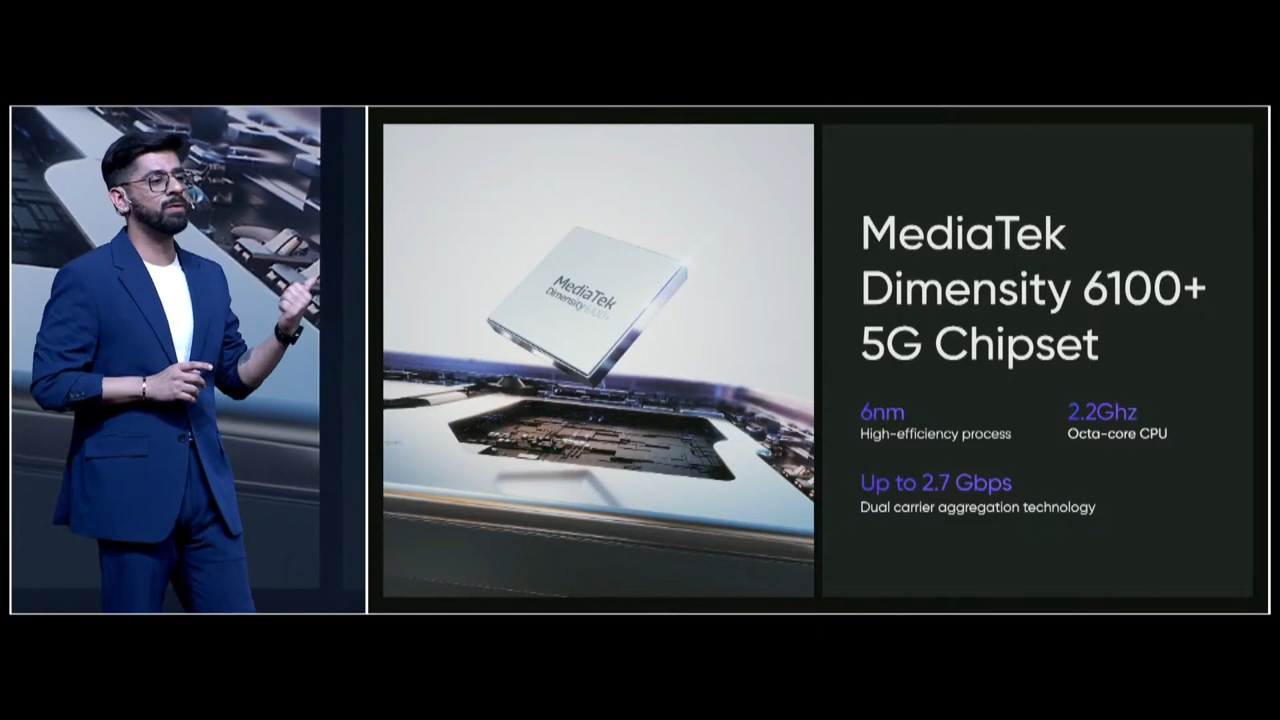 MediaTek
Dimensity 6100+
MediaTek
Dimensity 6100+
5G Chipset
6nm
High-efficiency process
2.2Ghz
Octa-core CPU
Up to 2.7 Gbps
Dual carrier aggregation technology